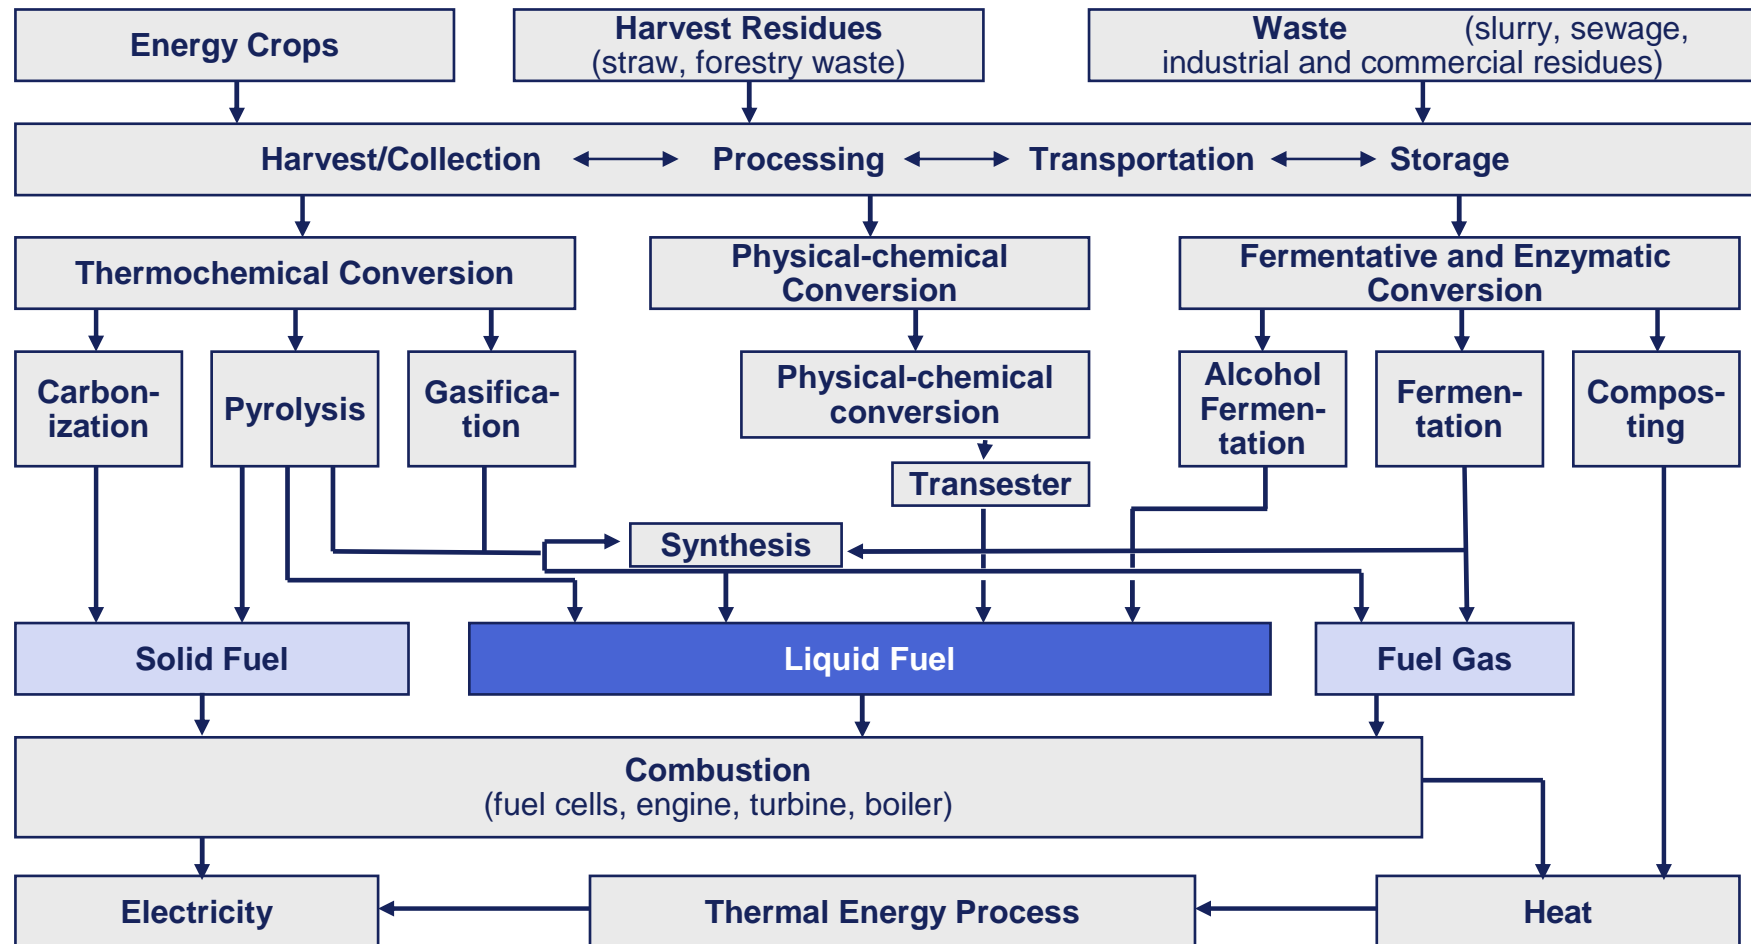 Energy Crops
Harvest Residues
(straw, forestry waste)
Waste (slurry, sewage,
industrial and commercial residues)
Harvest/Collection Processing Transportation Storage
Thermochemical Conversion
Physical-chemical
Conversion
Fermentative and Enzymatic
Conversion
Carbon-
ization
Pyrolysis
Gasifica-
tion
Physical-chemical
conversion
Alcohol
Fermen-
tation
Fermen-
tation
Compos-
ting
Transester
Synthesis
Solid Fuel
Liquid Fuel
Fuel Gas
Combustion
(fuel cells, engine, turbine, boiler)
Electricity
Thermal Energy Process
Heat